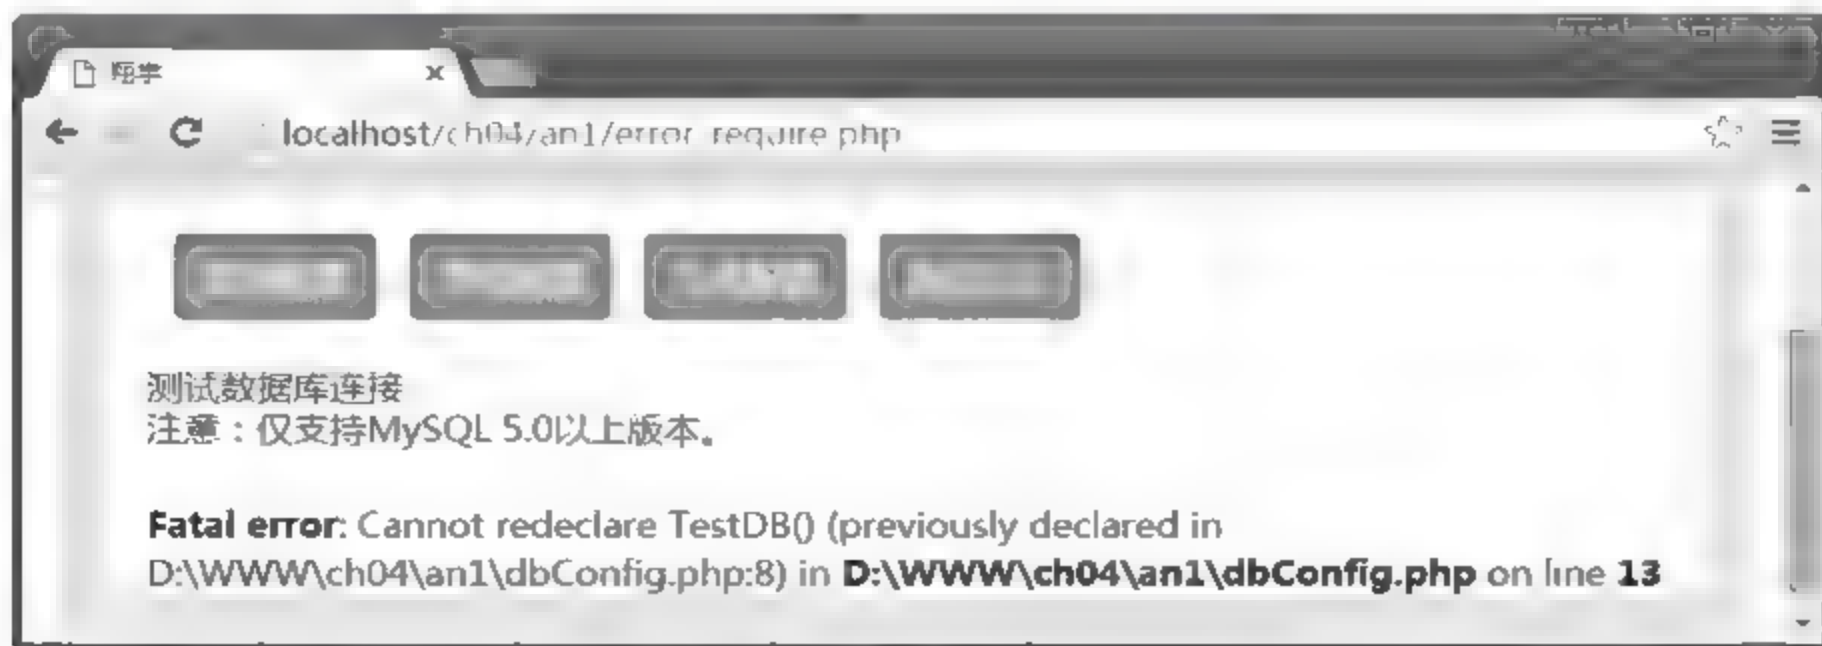 localhost/ch04/an1/error_require.php
测试数据库连接
注意：仅支持MySQL 5.0以上版本。
Fatal error: Cannot redeclare TestDB() (previously declared in
D:\WWW\ch04\an1\dbConfig.php:8) in D:\WWW\ch04\an1\dbConfig.php on line 13